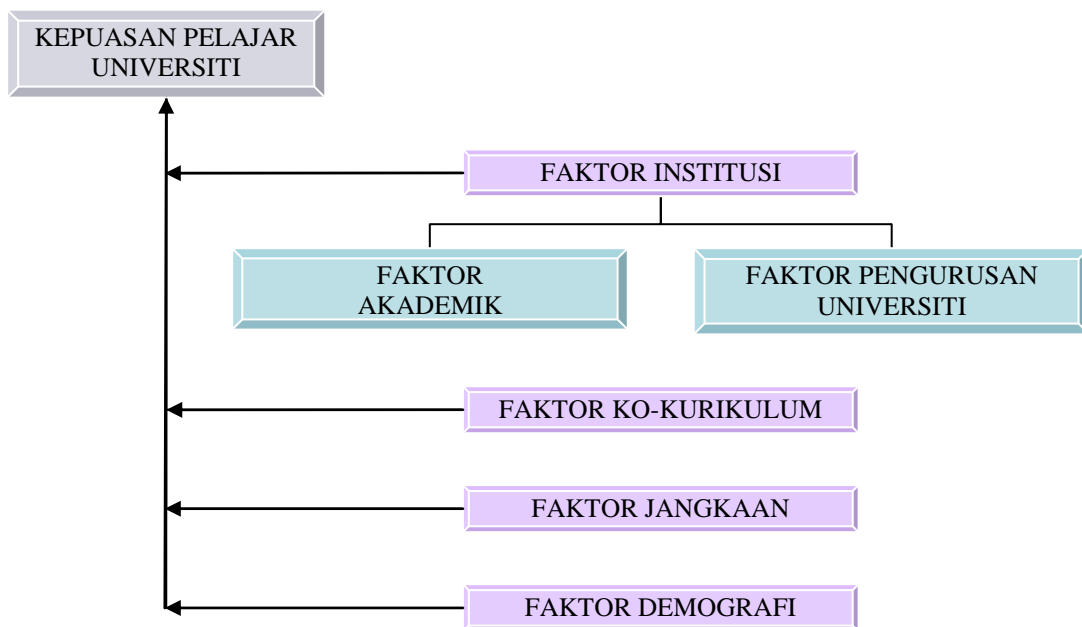 KEPUASAN PELAJAR
UNIVERSITI
FAKTOR INSTITUSI
FAKTOR
AKADEMIK
FAKTOR PENGURUSAN
UNIVERSITI
FAKTOR KO-KURIKULUM
FAKTOR JANGKAAN
FAKTOR DEMOGRAFI